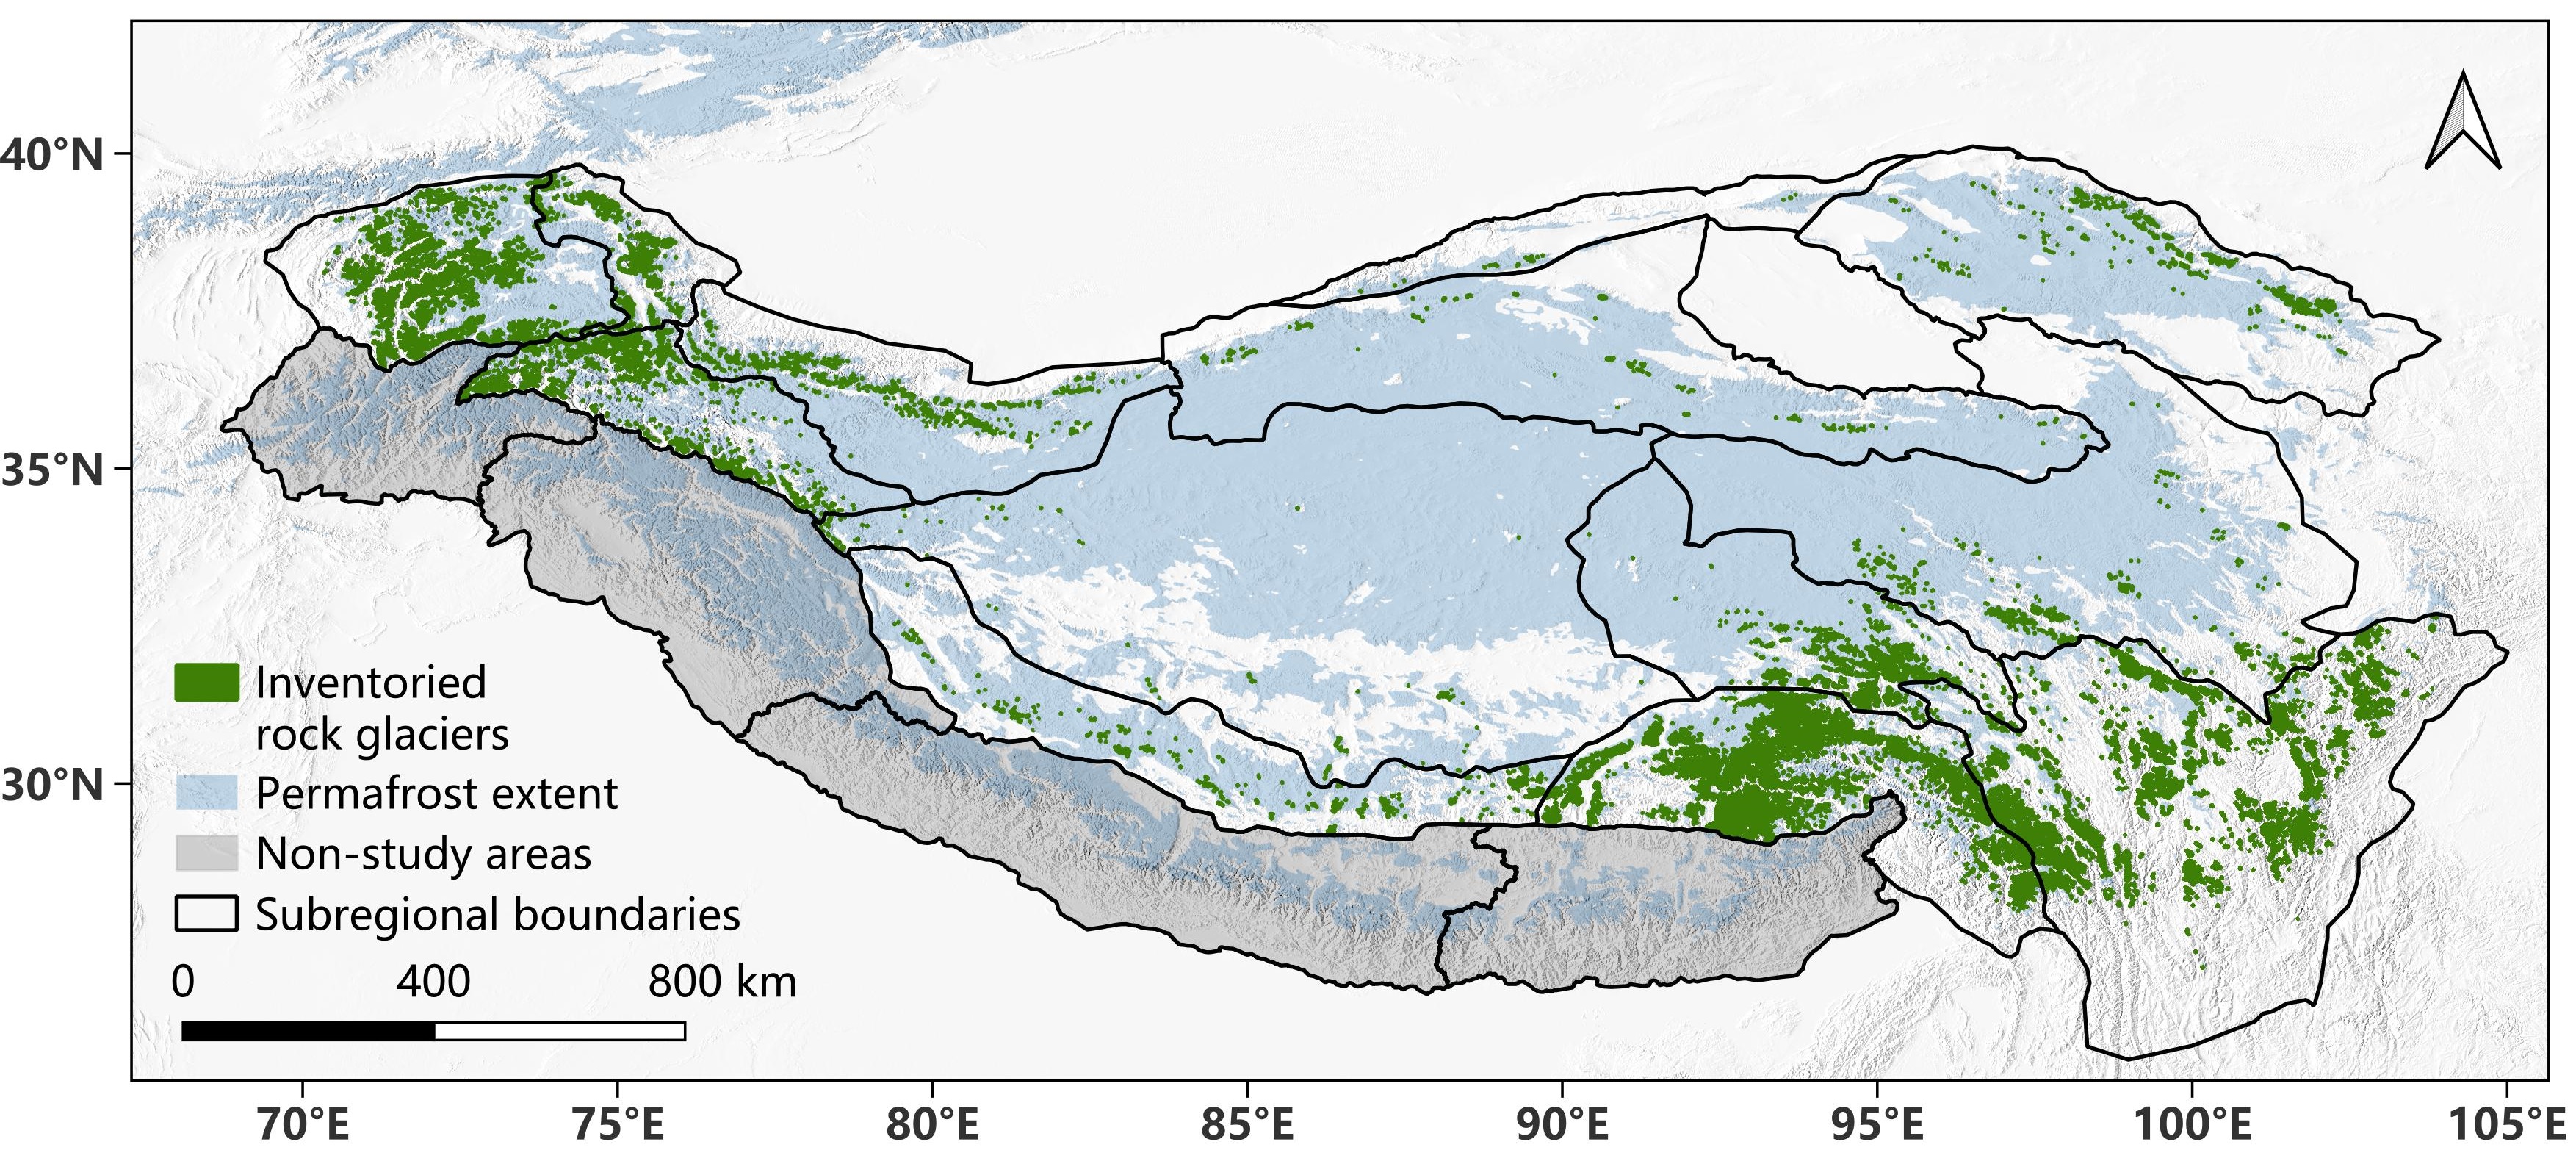 40°N
35°N
30°N
Inventoried
rock glaciers
Permafrost extent
Non-study areas
Subregional boundaries
0 400 800 km
70°E 75°E 80°E 85°E 90°E 95°E 100°E 105°E